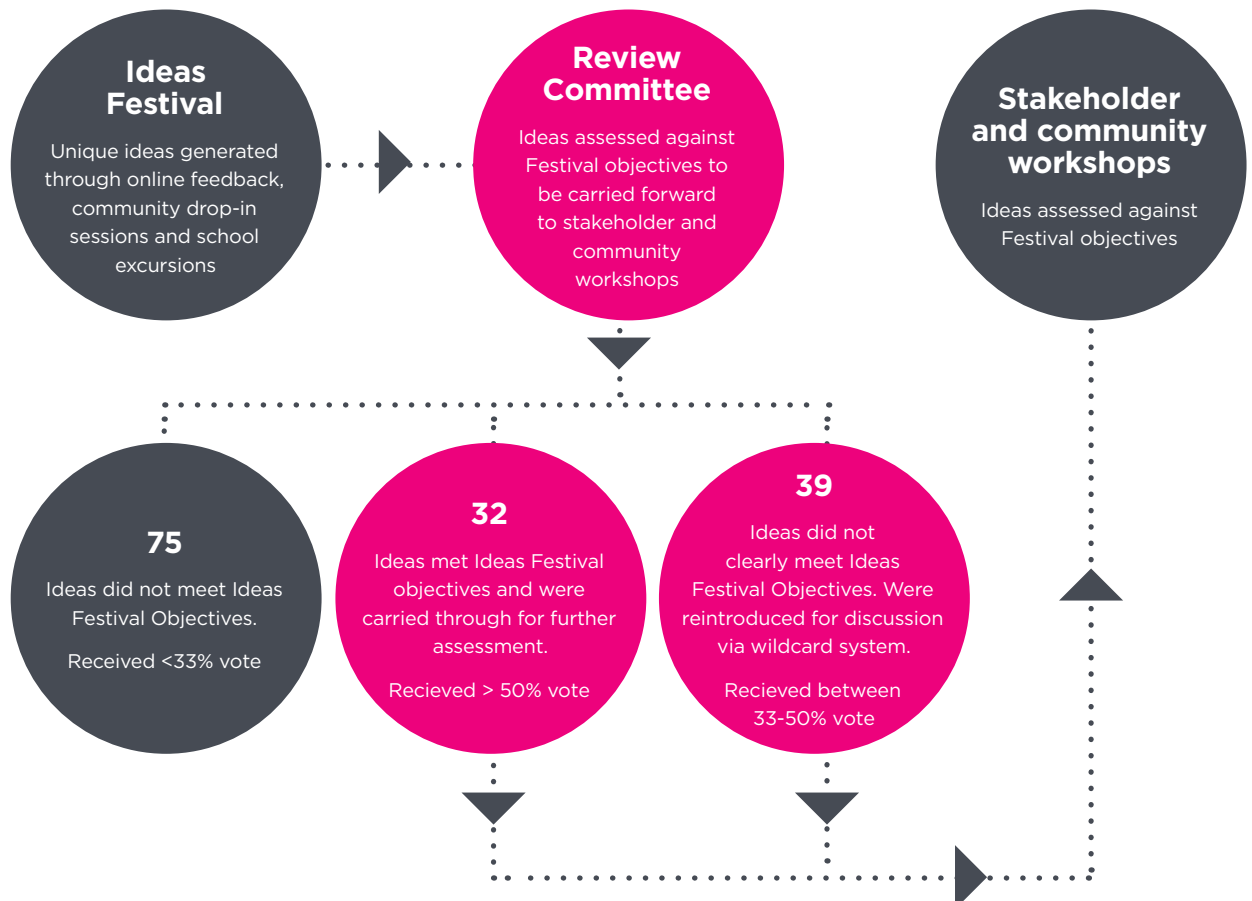 Ideas
Festival
Unique ideas generated
through online feedback,
community drop-in
sessions and school
excursions
Review
Committee
Ideas assessed against
Festival objectives to
be carried forward
to stakeholder and
community
workshops
Stakeholder
and community
workshops
Ideas assessed against
Festival objectives
75
Ideas did not meet Ideas
Festival Objectives.
Received <33% vote
32
Ideas met Ideas Festival
objectives and were
carried through for further
assessment.
Recieved > 50% vote
39
Ideas did not
clearly meet Ideas
Festival Objectives. Were
reintroduced for discussion
via wildcard system.
Recieved between
33-50% vote